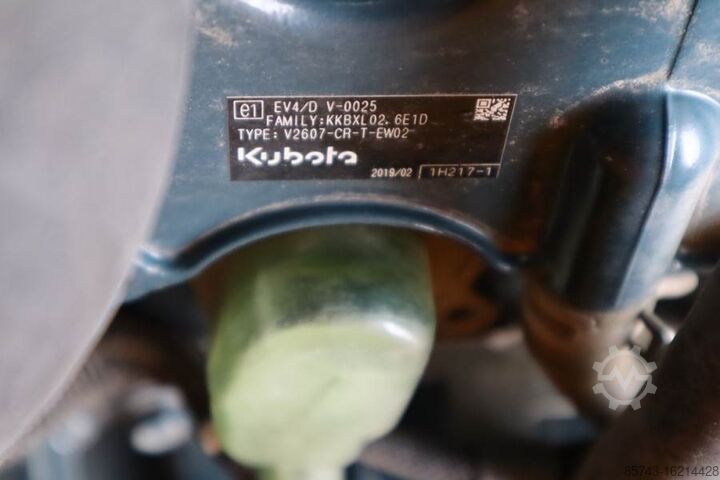 e1 EV4/D V-0025
FAMILY:KKBXL02.6E1D
TYPE: V2607-CR-T-EW02
Kubota
2019/02 1H217-1
85743-16214428